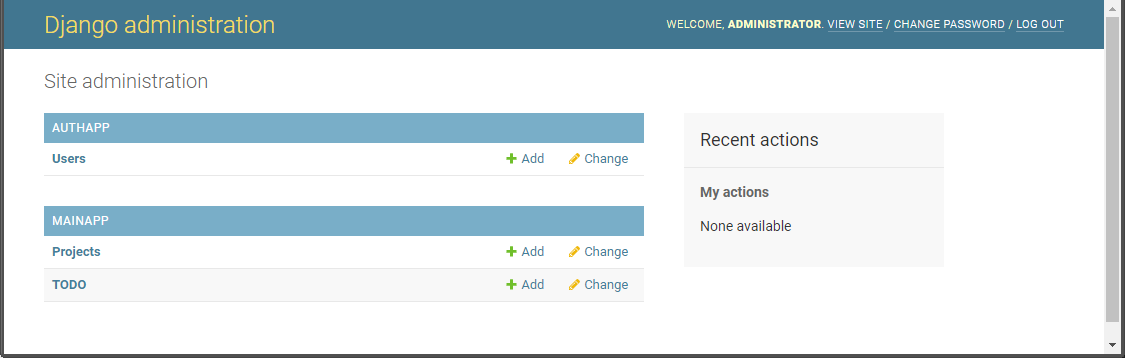 Django administration
WELCOME, ADMINISTRATOR. VIEW SITE / CHANGE PASSWORD / LOG OUT
Site administration
AUTHAPP
Users Add Change
MAINAPP
Projects Add Change
TODO Add Change
Recent actions
My actions
None available